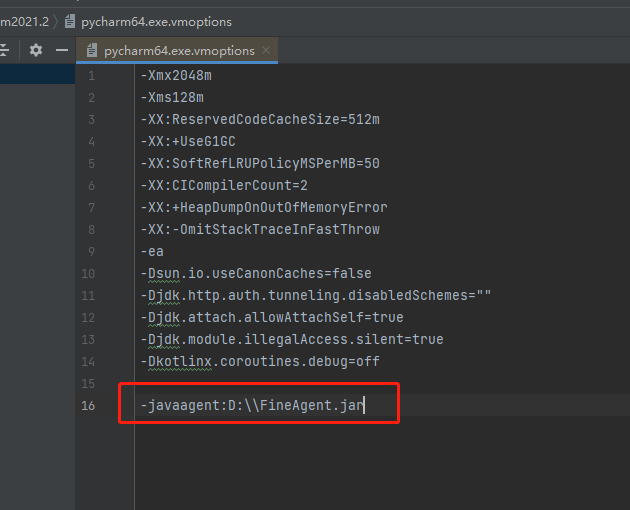 m2021.2 pycharm64.exe.vmoptions
pycharm64.exe.vmoptions
1 -Xmx2048m
2 -Xms128m
3 -XX:ReservedCodeCacheSize=512m
4 -XX:+UseG1GC
5 -XX:SoftRefLRUPolicyMSPerMB=50
6 -XX:CICompilerCount=2
7 -XX:+HeapDumpOnOutOfMemoryError
8 -XX:-OmitStackTraceInFastThrow
9 -ea
10 -Dsun.io.useCanonCaches=false
11 -Djdk.http.auth.tunneling.disabledSchemes=""
12 -Djdk.attach.allowAttachSelf=true
13 -Djdk.module.illegalAccess.silent=true
14 -Dkotlinx.coroutines.debug=off
15
16 -javaagent:D:\\FineAgent.jar